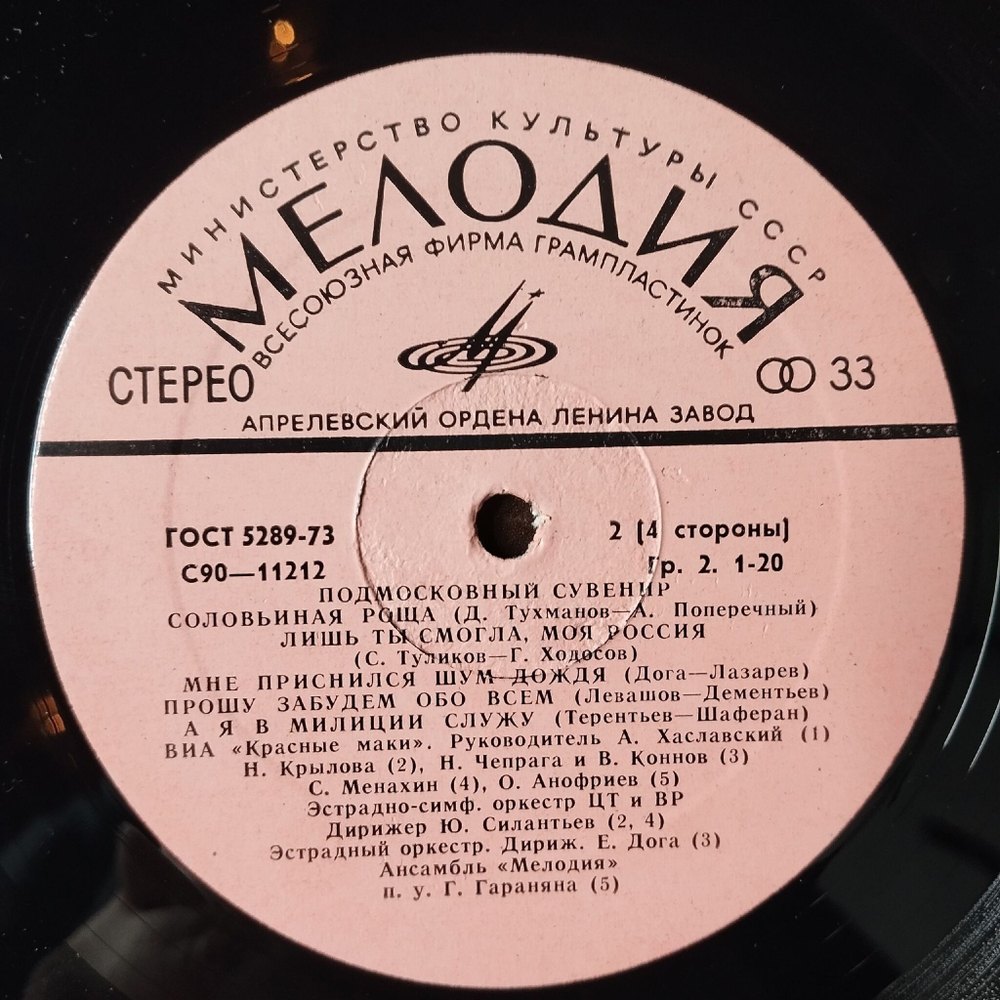 МИНИСТЕРСТВО КУЛЬТУРЫ СССР
МЕЛОДИЯ
ВСЕСОЮЗНАЯ ФИРМА ГРАМПЛАСТИНОК
СТЕРЕО
33
АПРЕЛЕВСКИЙ ОРДЕНА ЛЕНИНА ЗАВОД
ГОСТ 5289-73
2 (4 стороны)
С90—11212
Гр. 2. 1-20
ПОДМОСКОВНЫЙ СУВЕНИР
СОЛОВЬИНАЯ РОЩА (Д. Тухманов—А. Поперечный)
ЛИШЬ ТЫ СМОГЛА, МОЯ РОССИЯ
(С. Туликов—Г. Ходосов)
МНЕ ПРИСНИЛСЯ ШУМ ДОЖДЯ (Дога—Лазарев)
ПРОШУ ЗАБУДЕМ ОБО ВСЕМ (Левашов—Дементьев)
А Я В МИЛИЦИИ СЛУЖУ (Терентьев—Шаферан)
ВИА «Красные маки». Руководитель А. Хаславский (1)
Н. Крылова (2), Н. Чепрага и В. Коннов (3)
С. Менахин (4), О. Анофриев (5)
Эстрадно-симф. оркестр ЦТ и ВР
Дирижер Ю. Силантьев (2, 4)
Эстрадный оркестр. Дириж. Е. Дога (3)
Ансамбль «Мелодия»
п. у. Г. Гараняна (5)